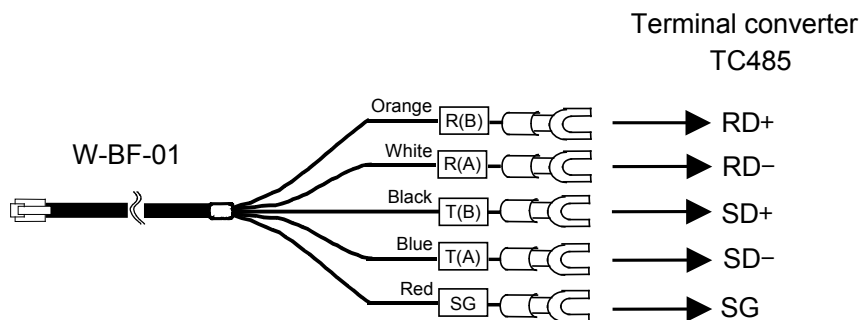 Terminal converter
TC485
W-BF-01
Orange R(B) RD+
White R(A) RD−
Black T(B) SD+
Blue T(A) SD−
Red SG SG